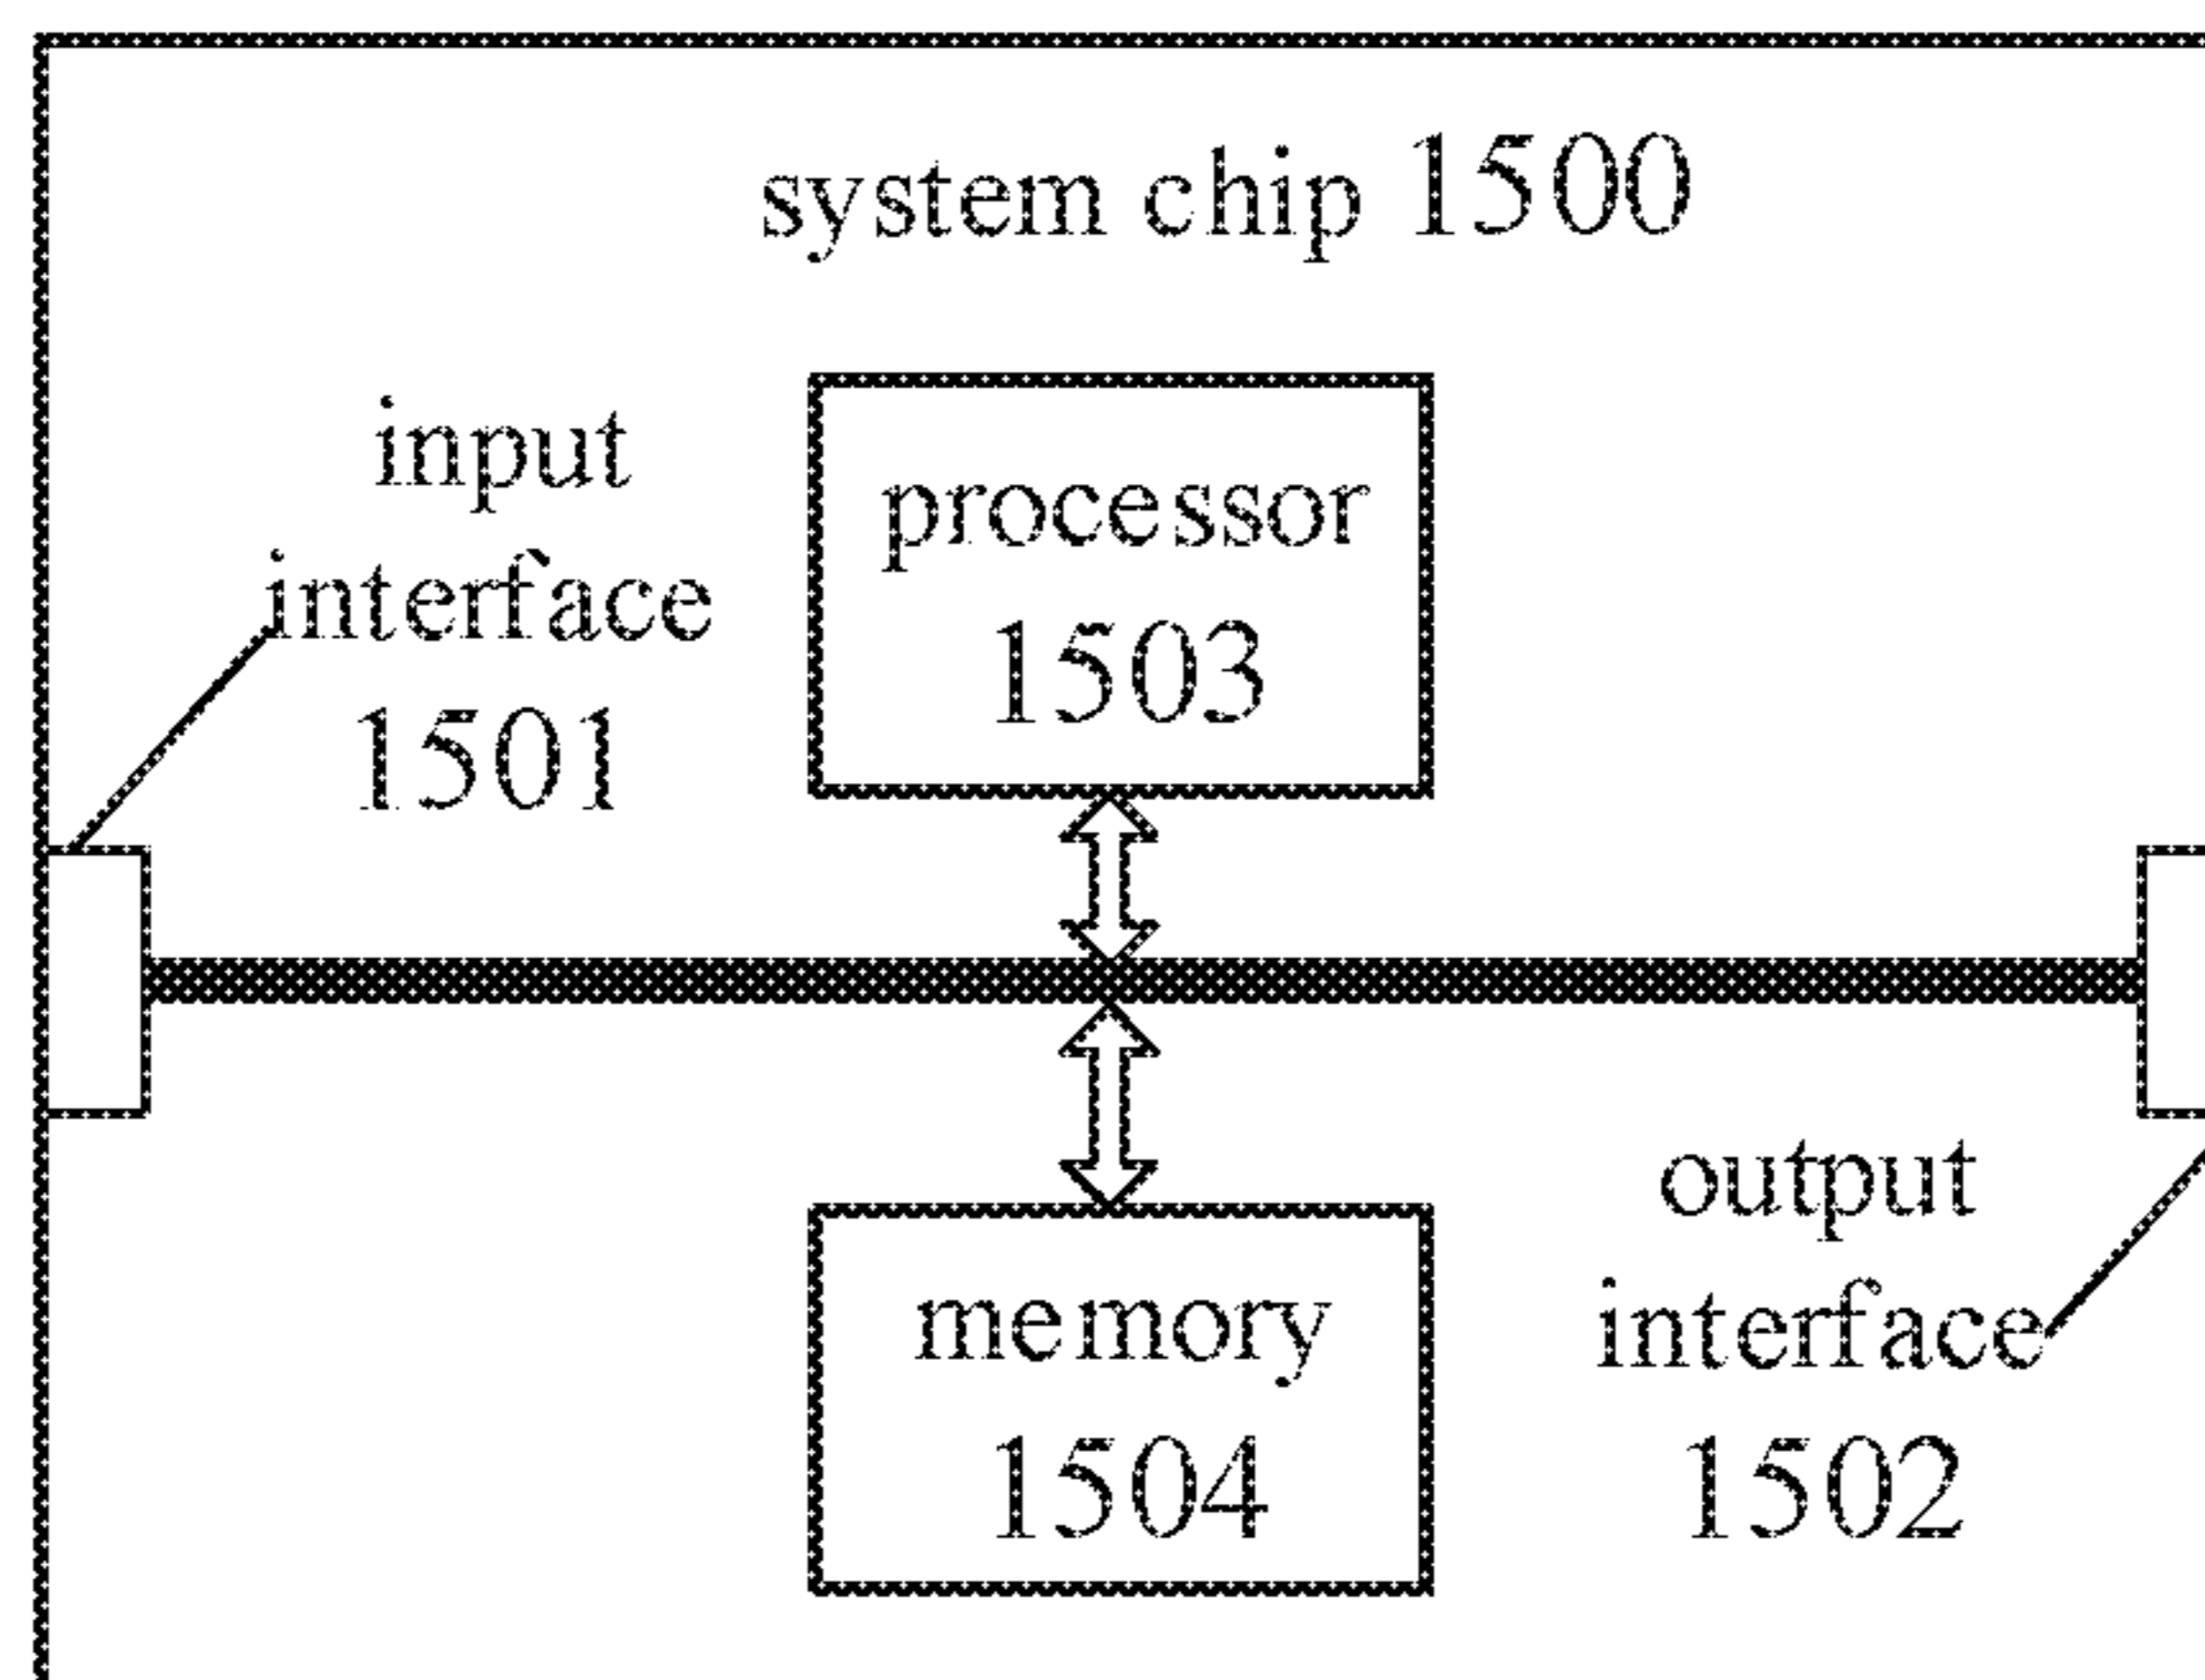 system chip 1500
input
interface
1501
processor
1503
memory
1504
output
interface
1502